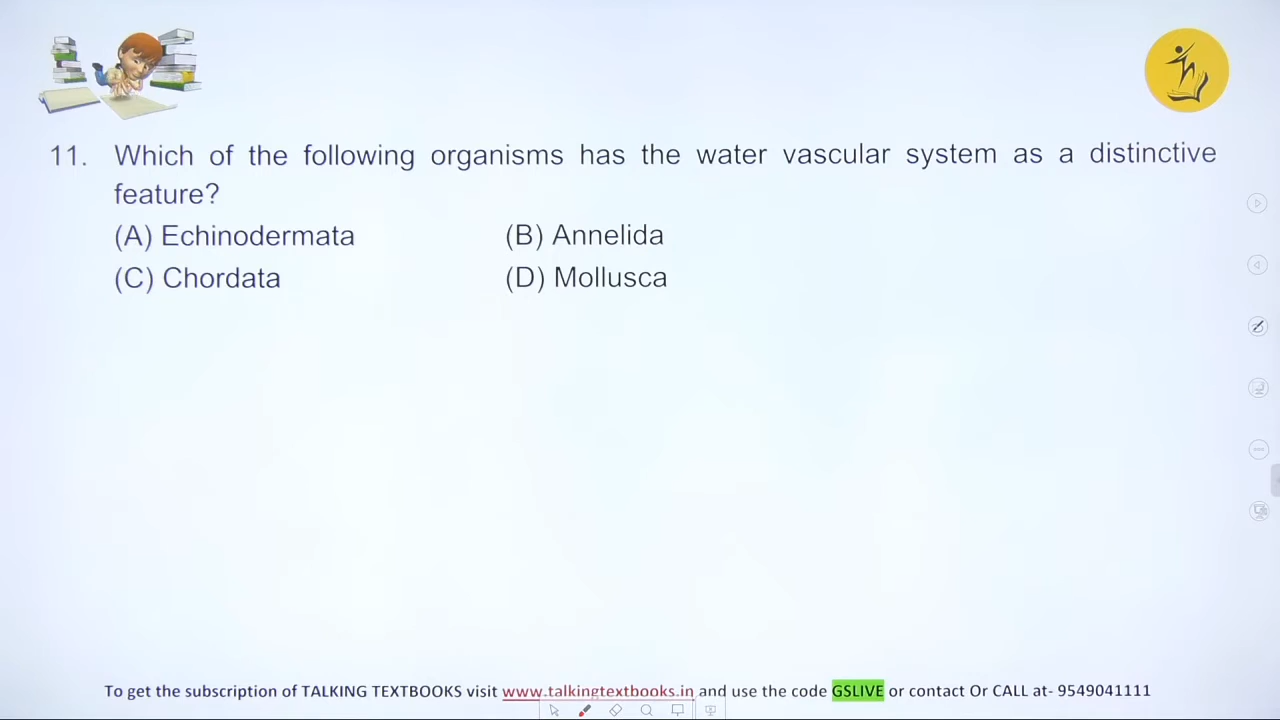 11. Which of the following organisms has the water vascular system as a distinctive
feature?
(A) Echinodermata (B) Annelida
(C) Chordata (D) Mollusca
To get the subscription of TALKING TEXTBOOKS visit www.talkingtextbooks.in and use the code GSLIVE or contact Or CALL at- 9549041111